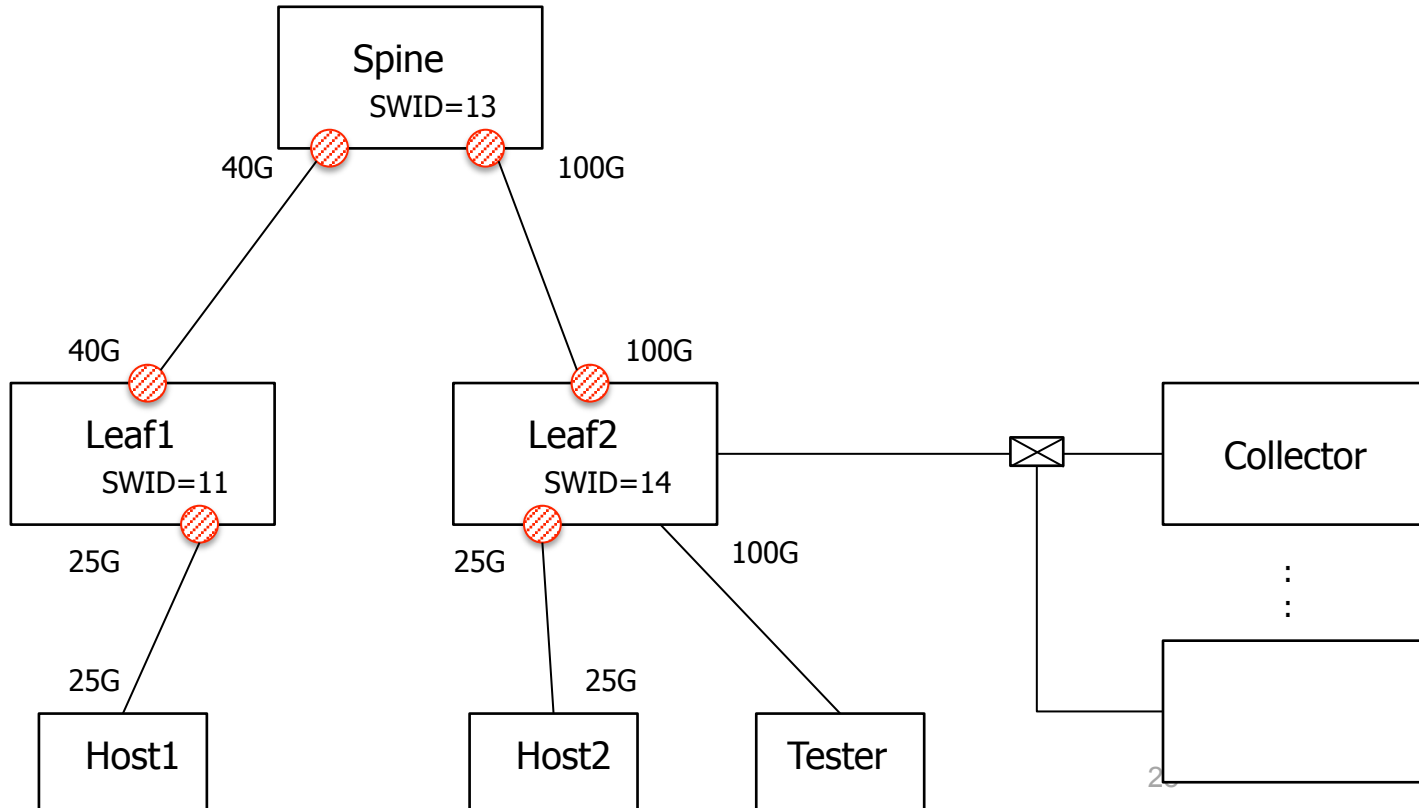 Spine
SWID=13
40G
100G
40G
100G
Leaf1
SWID=11
Leaf2
SWID=14
Collector
25G
25G
100G
:
:
25G
25G
Host1
Host2
Tester